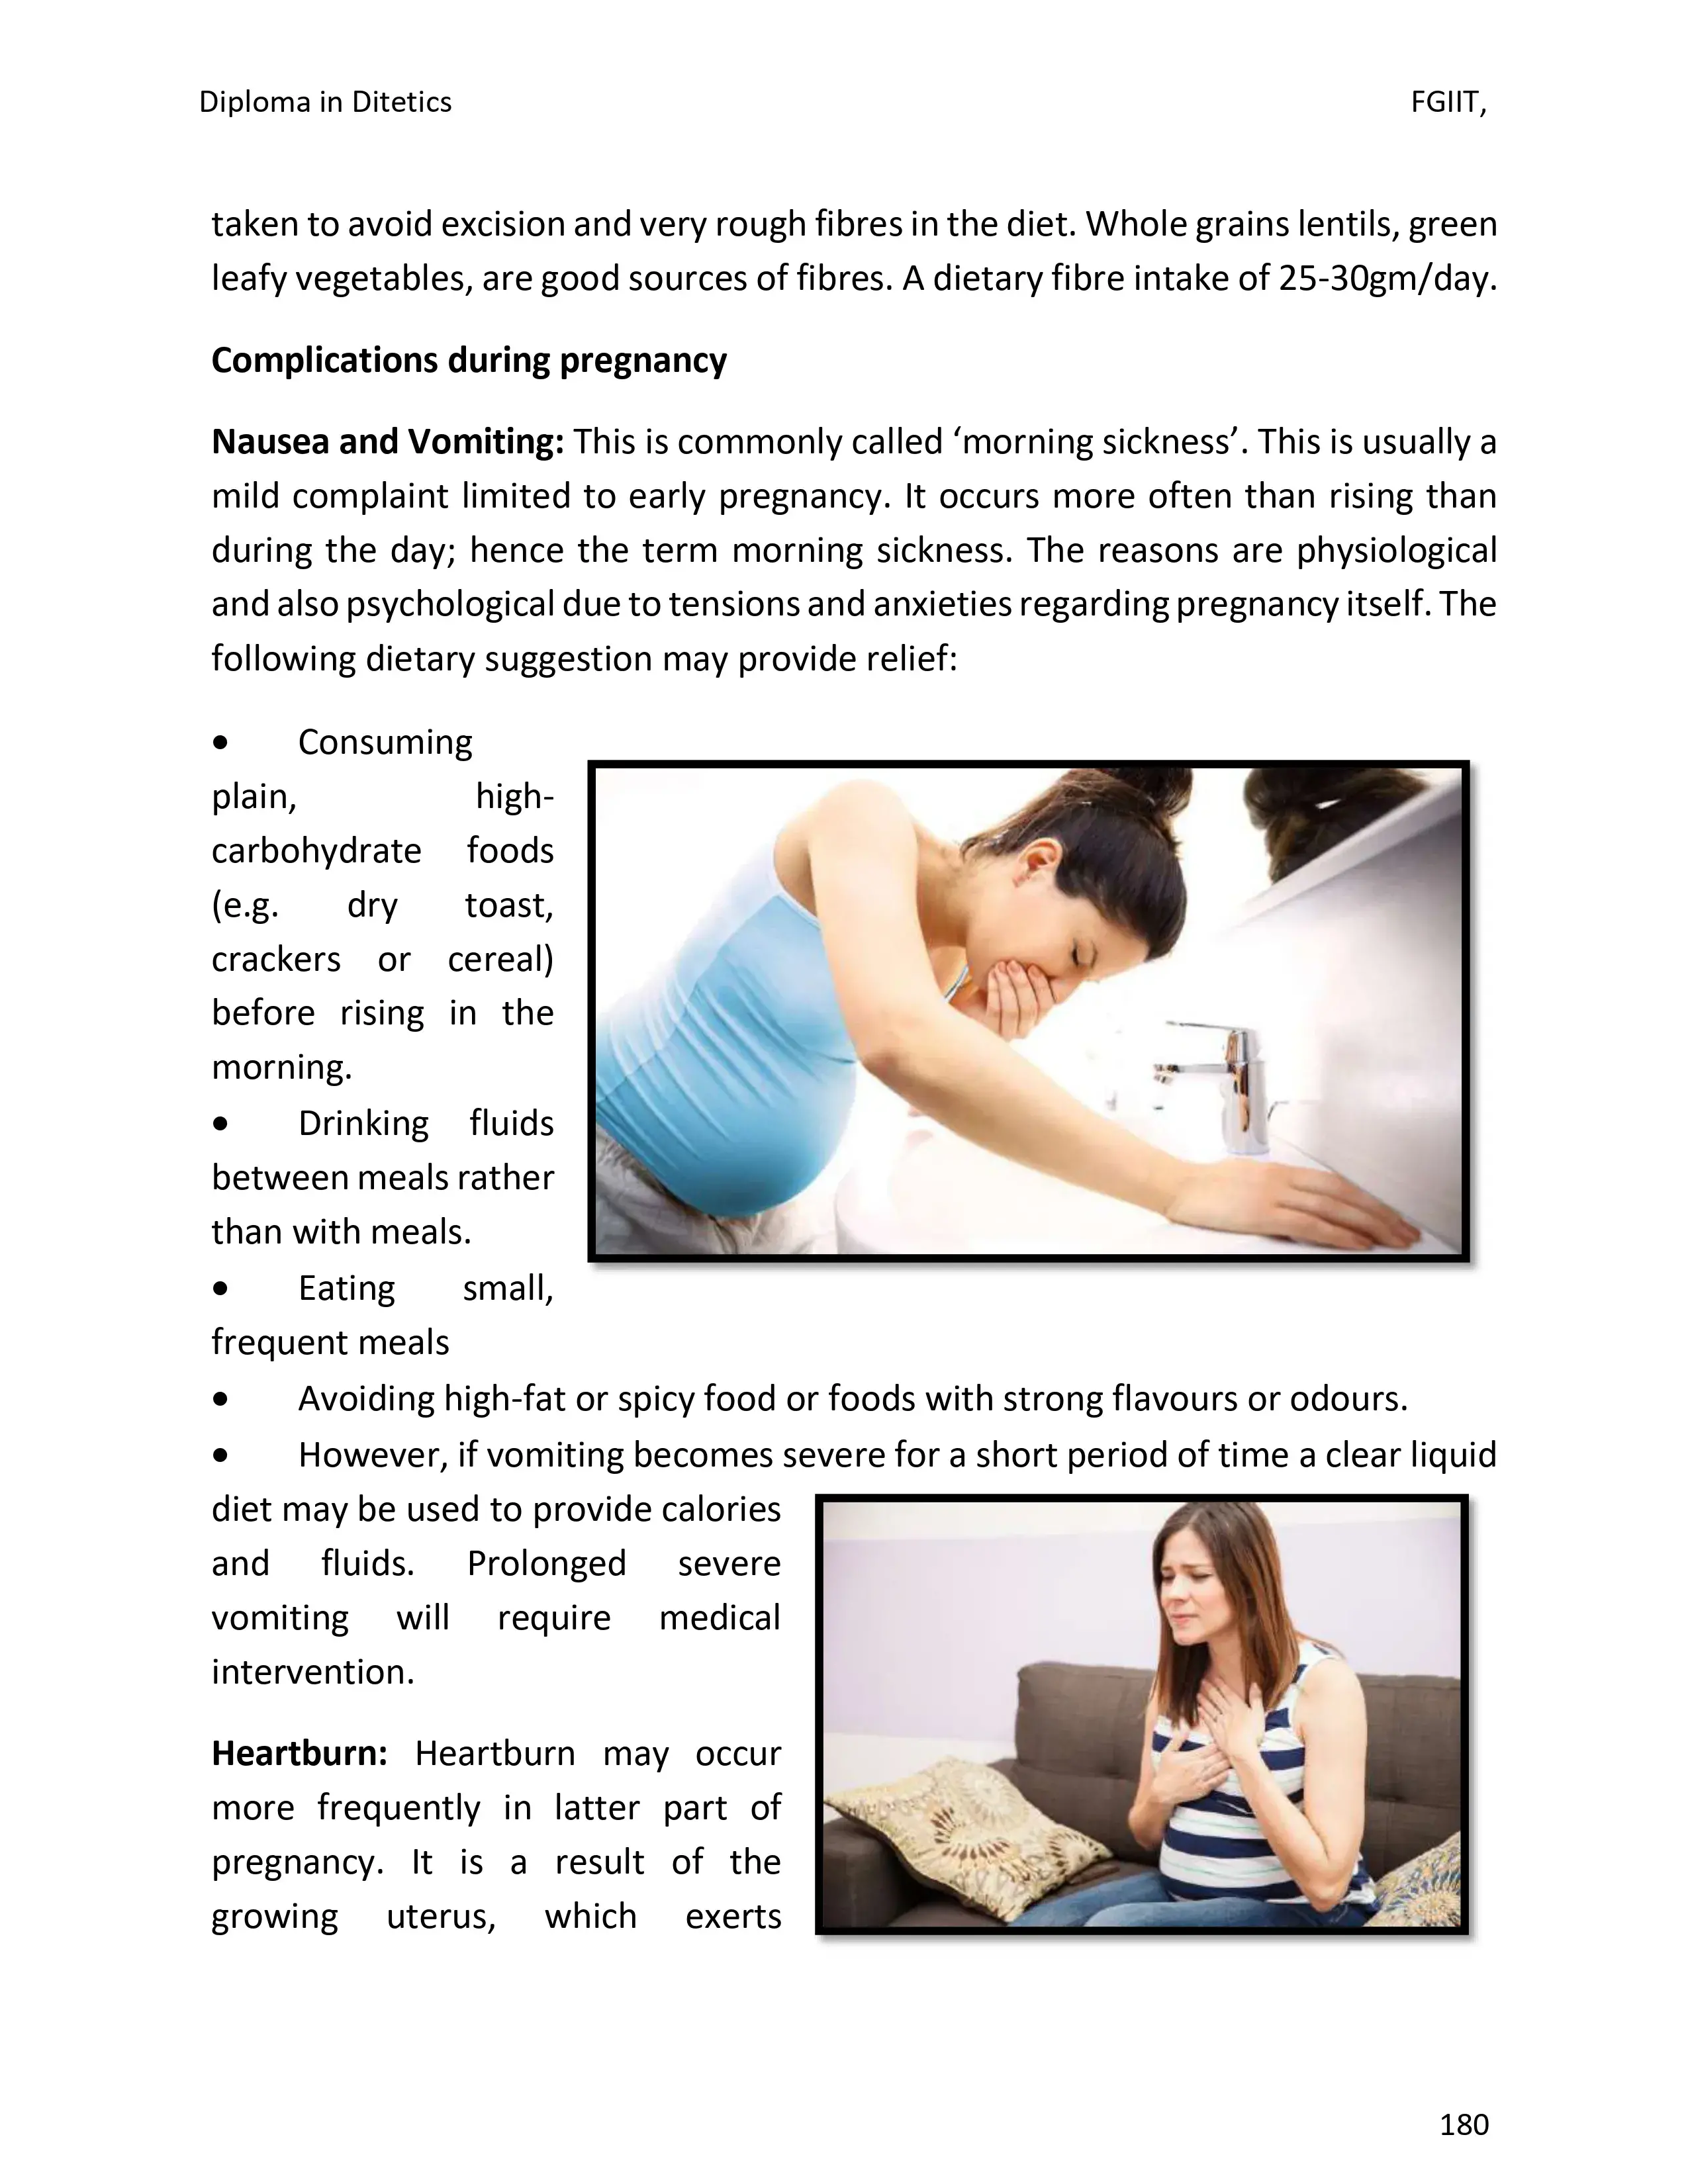 Diploma in Ditetics
FGIIT,
taken to avoid excision and very rough fibres in the diet. Whole grains lentils, green
leafy vegetables, are good sources of fibres. A dietary fibre intake of 25-30gm/day.
Complications during pregnancy
Nausea and Vomiting: This is commonly called ‘morning sickness’. This is usually a
mild complaint limited to early pregnancy. It occurs more often than rising than
during the day; hence the term morning sickness. The reasons are physiological
and also psychological due to tensions and anxieties regarding pregnancy itself. The
following dietary suggestion may provide relief:
• Consuming
plain, high-
carbohydrate foods
(e.g. dry toast,
crackers or cereal)
before rising in the
morning.
• Drinking fluids
between meals rather
than with meals.
• Eating small,
frequent meals
• Avoiding high-fat or spicy food or foods with strong flavours or odours.
• However, if vomiting becomes severe for a short period of time a clear liquid
diet may be used to provide calories
and fluids. Prolonged severe
vomiting will require medical
intervention.
Heartburn: Heartburn may occur
more frequently in latter part of
pregnancy. It is a result of the
growing uterus, which exerts
180